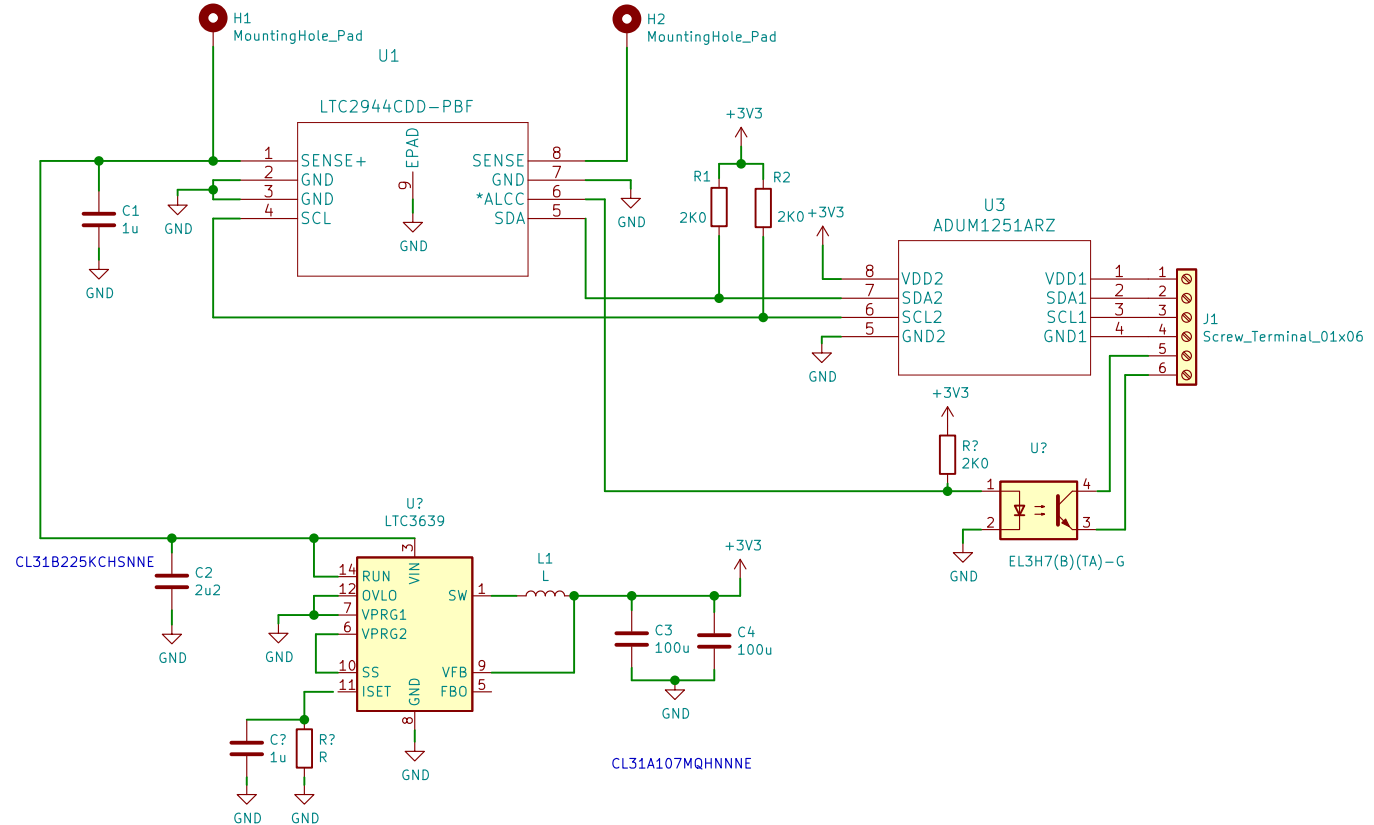 H1
MountingHole_Pad
H2
MountingHole_Pad
U1
LTC2944CDD-PBF
1
SENSE+
2
GND
3
GND
4
SCL
EPAD
9
GND
SENSE
8
GND
7
*ALCC
6
SDA
5
GND
GND
C1
1u
GND
+3V3
R1
2K0
R2
2K0
+3V3
U3
ADUM1251ARZ
8
VDD2
7
SDA2
6
SCL2
5
GND2
VDD1
1
SDA1
2
SCL1
3
GND1
4
1
2
3
4
5
6
J1
Screw_Terminal_01x06
GND
+3V3
R?
2K0
U?
1
2
4
3
EL3H7(B)(TA)-G
GND
U?
LTC3639
CL31B225KCHSNNE
C2
2u2
GND
3
VIN
14
RUN
12
OVLO
7
VPRG1
6
VPRG2
10
SS
11
ISET
SW
1
VFB
9
FBO
5
GND
8
GND
GND
L1
L
+3V3
C3
100u
C4
100u
GND
C?
1u
R?
R
GND
GND
CL31A107MQHNNNE